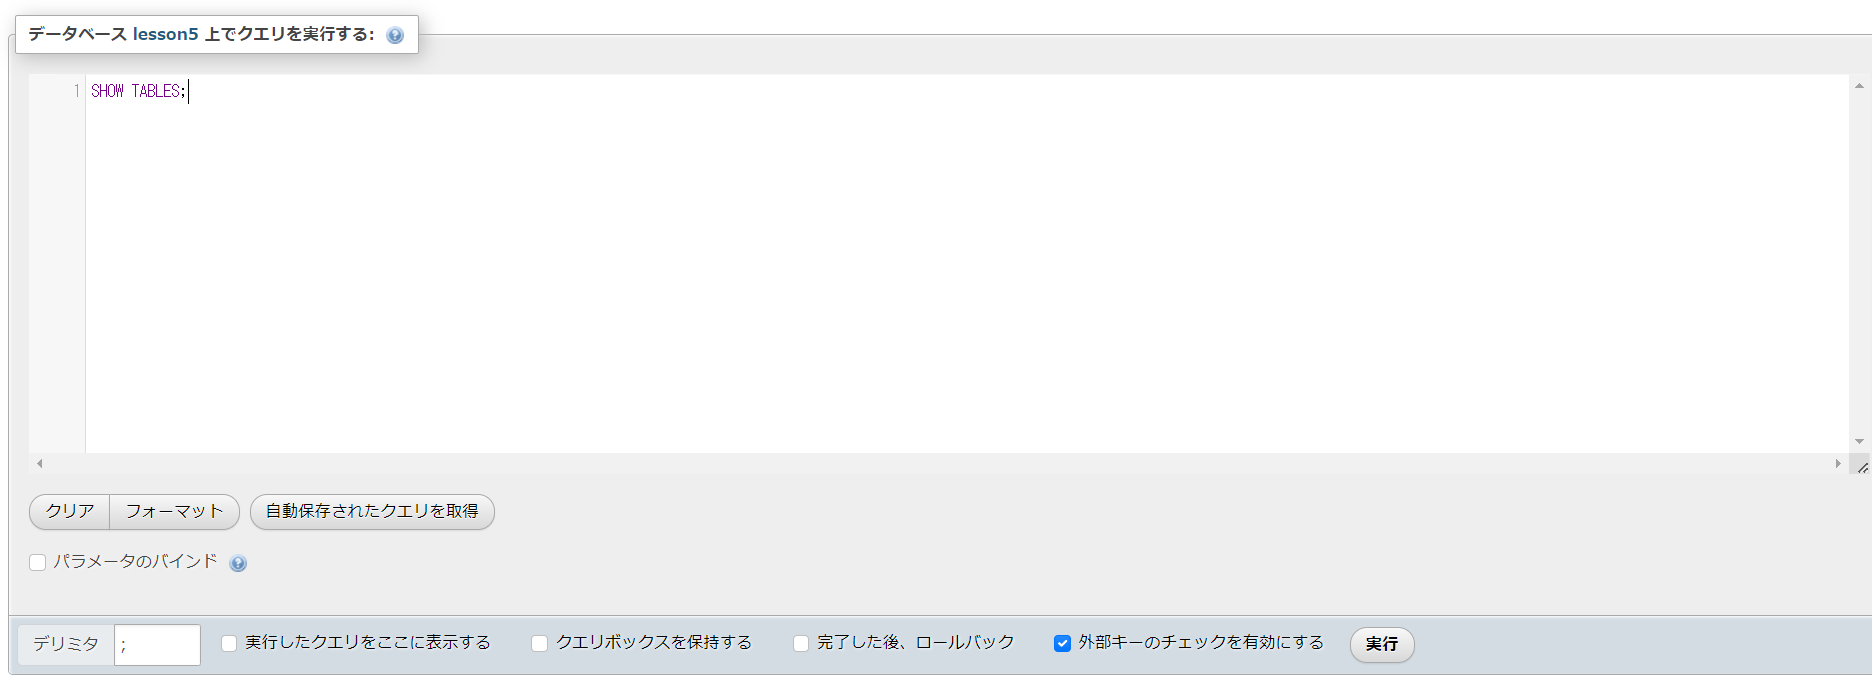 データベース lesson5 上でクエリを実行する:
1 SHOW TABLES;
クリア フォーマット 自動保存されたクエリを取得
パラメータのバインド
デリミタ ; 実行したクエリをここに表示する クエリボックスを保持する 完了した後、ロールバック 外部キーのチェックを有効にする 実行